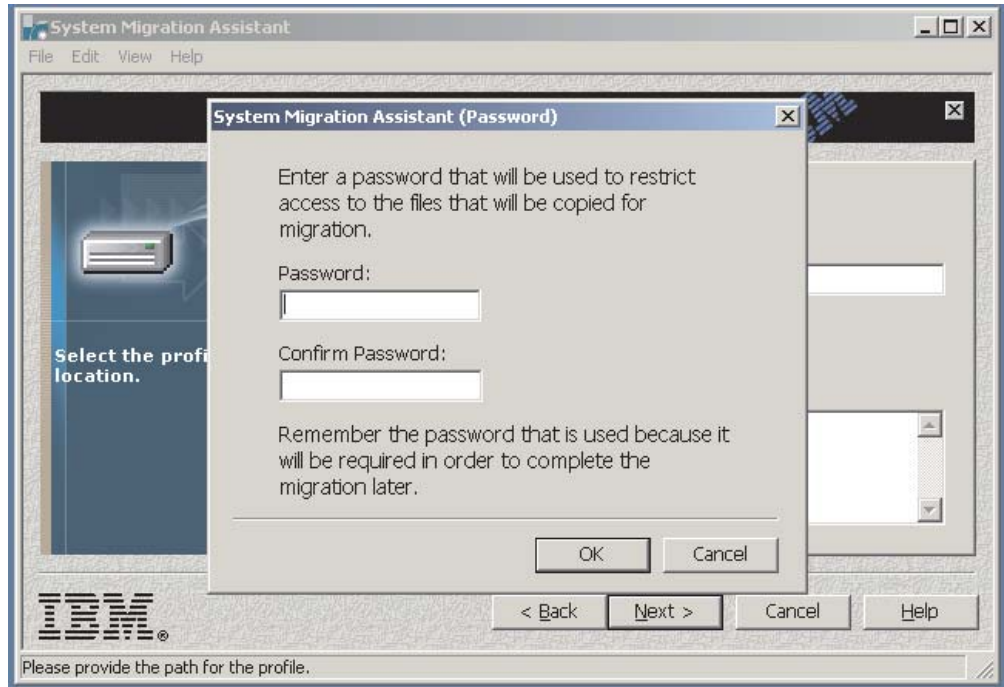 System Migration Assistant
File Edit View Help
IBM
System Migration Assistant (Password)
Enter a password that will be used to restrict
access to the files that will be copied for
migration.
Password:
Confirm Password:
Remember the password that is used because it
will be required in order to complete the
migration later.
OK Cancel
Select the profi
location.
IBM®
< Back Next > Cancel Help
Please provide the path for the profile.